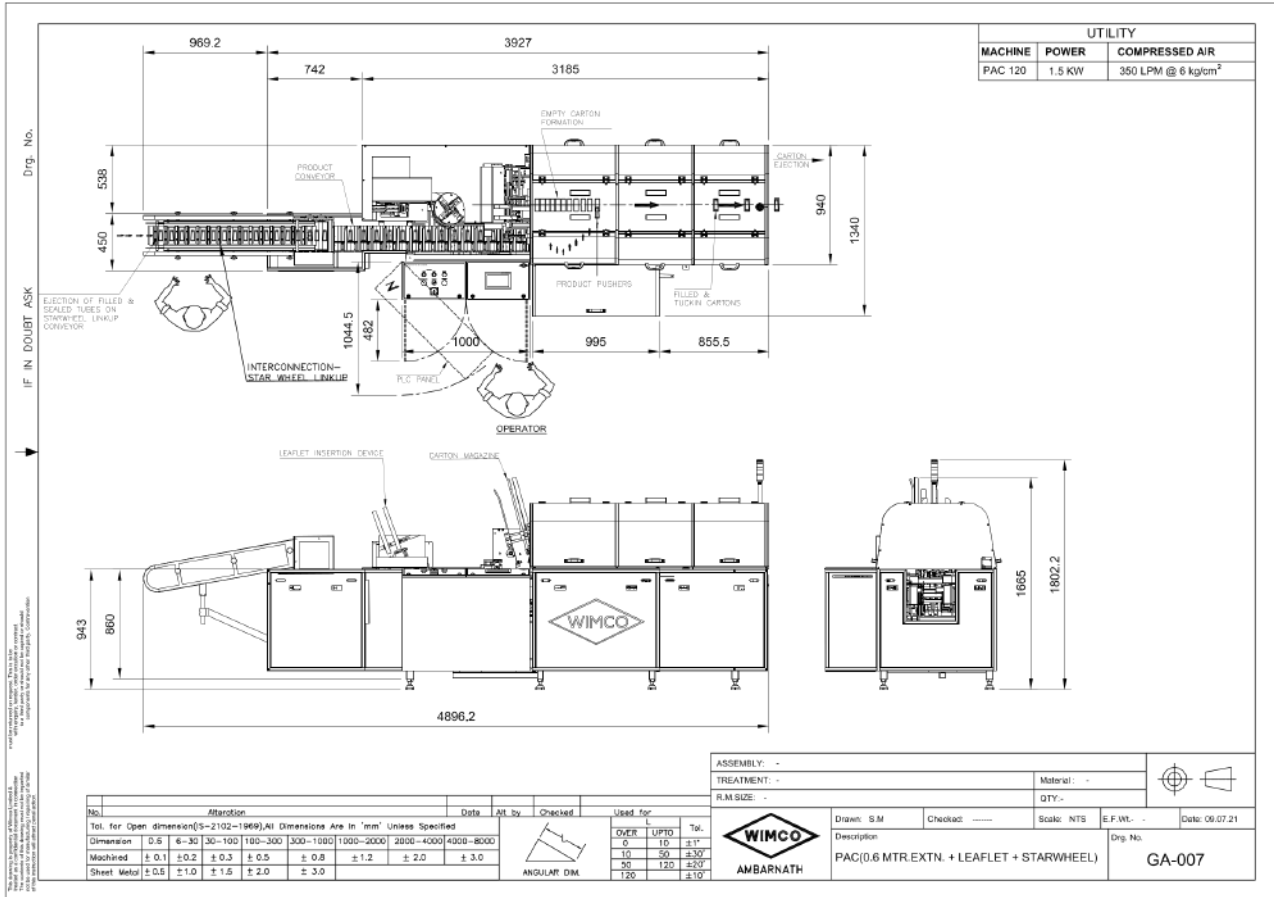 UTILITY
MACHINE POWER COMPRESSED AIR
PAC 120 1.5 KW 350 LPM @ 6 kg/cm²
969.2
3927
742
3185
EMPTY CARTON
FORMATION
CARTON
EJECTION
PRODUCT
CONVEYOR
538
450
940
1340
EJECTION OF FILLED &
SEALED TUBES ON
STARWHEEL LINKUP
CONVEYOR
PRODUCT PUSHERS
FILLED &
TUCKIN CARTONS
1044.5
482
1000
995
855.5
INTERCONNECTION-
STAR WHEEL LINKUP
PLC PANEL
OPERATOR
Drg. No.
IF IN DOUBT ASK
LEAFLET INSERTION DEVICE
CARTON MAGAZINE
943
860
WIMCO
1665
1802.2
4896.2
No. Alteration Date Alt by Checked Used for
Tol. for Open dimension(IS-2102-1969),All Dimensions Are In 'mm' Unless Specified
Dimension 0.5 6-30 30-100 100-300 300-1000 1000-2000 2000-4000 4000-8000
Machined ± 0.1 ±0.2 ± 0.3 ± 0.5 ± 0.8 ± 1.2 ± 2.0 ± 3.0
Sheet Metal ± 0.5 ±1.0 ± 1.5 ± 2.0 ± 3.0
ANGULAR DIM.
L Tol.
OVER UPTO
0 10 ±1°
10 50 ±30'
50 120 ±20'
120 ±10'
ASSEMBLY: -
TREATMENT: - Material : -
R.M.SIZE: - QTY:-
WIMCO
AMBARNATH
Drawn: S.M Checked: ------- Scale: NTS E.F.Wt.- - Date: 09.07.21
Description
PAC(0.6 MTR.EXTN. + LEAFLET + STARWHEEL)
Drg. No.
GA-007